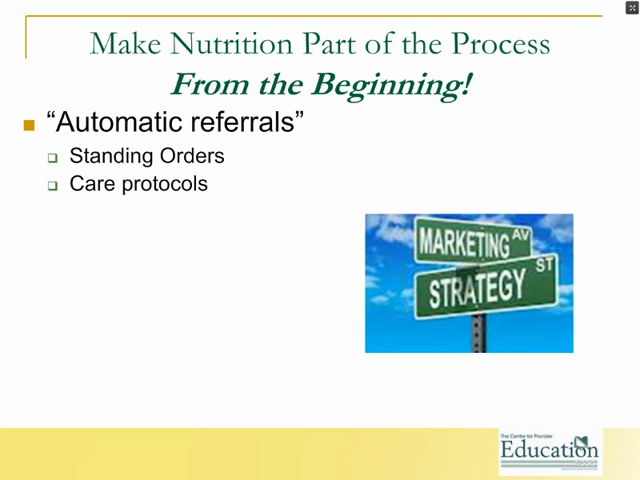 Make Nutrition Part of the Process
From the Beginning!
“Automatic referrals”
Standing Orders
Care protocols
MARKETING AV
STRATEGY ST
The Center for Provider
Education